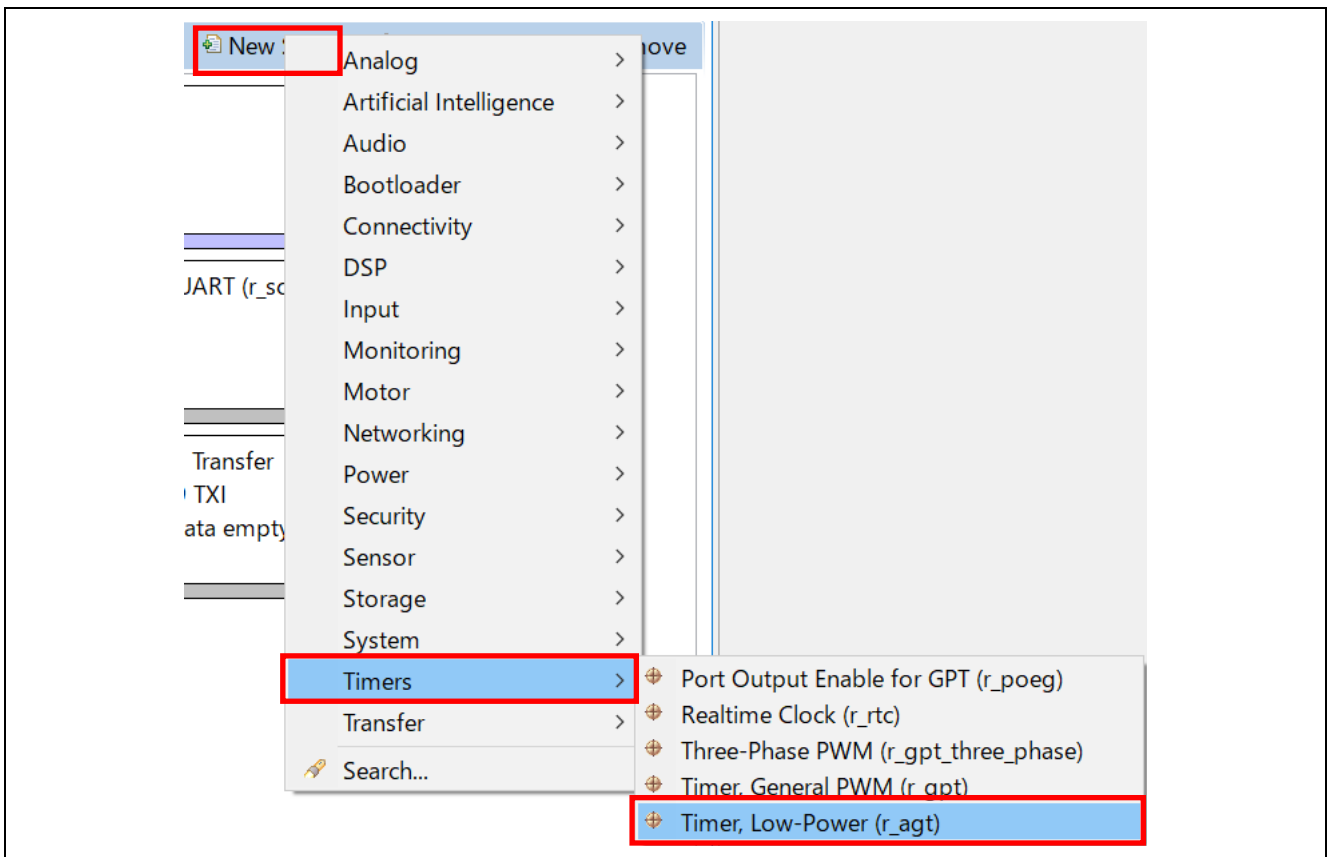 New
ove
Analog
Artificial Intelligence
Audio
Bootloader
Connectivity
DSP
UART (r_sc
Input
Monitoring
Motor
Networking
Transfer
Power
TXI
Security
ata empty
Sensor
Storage
System
Timers
Port Output Enable for GPT (r_poeg)
Transfer
Realtime Clock (r_rtc)
Three-Phase PWM (r_gpt_three_phase)
Search...
Timer, General PWM (r_gpt)
Timer, Low-Power (r_agt)